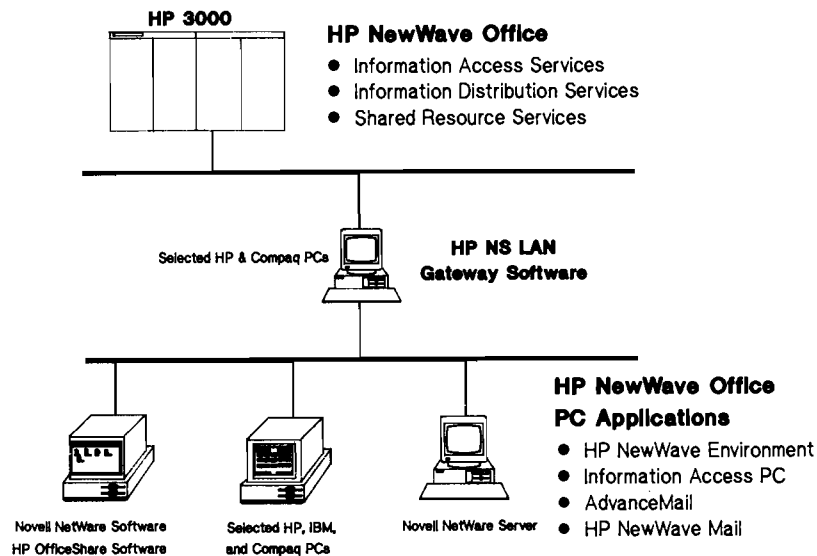 HP 3000
HP NewWave Office
● Information Access Services
● Information Distribution Services
● Shared Resource Services
Selected HP & Compaq PCs
HP NS LAN
Gateway Software
HP NewWave Office
PC Applications
● HP NewWave Environment
● Information Access PC
● AdvanceMail
● HP NewWave Mail
Novell NetWare Software
HP OfficeShare Software
Selected HP, IBM,
and Compaq PCs
Novell NetWare Server